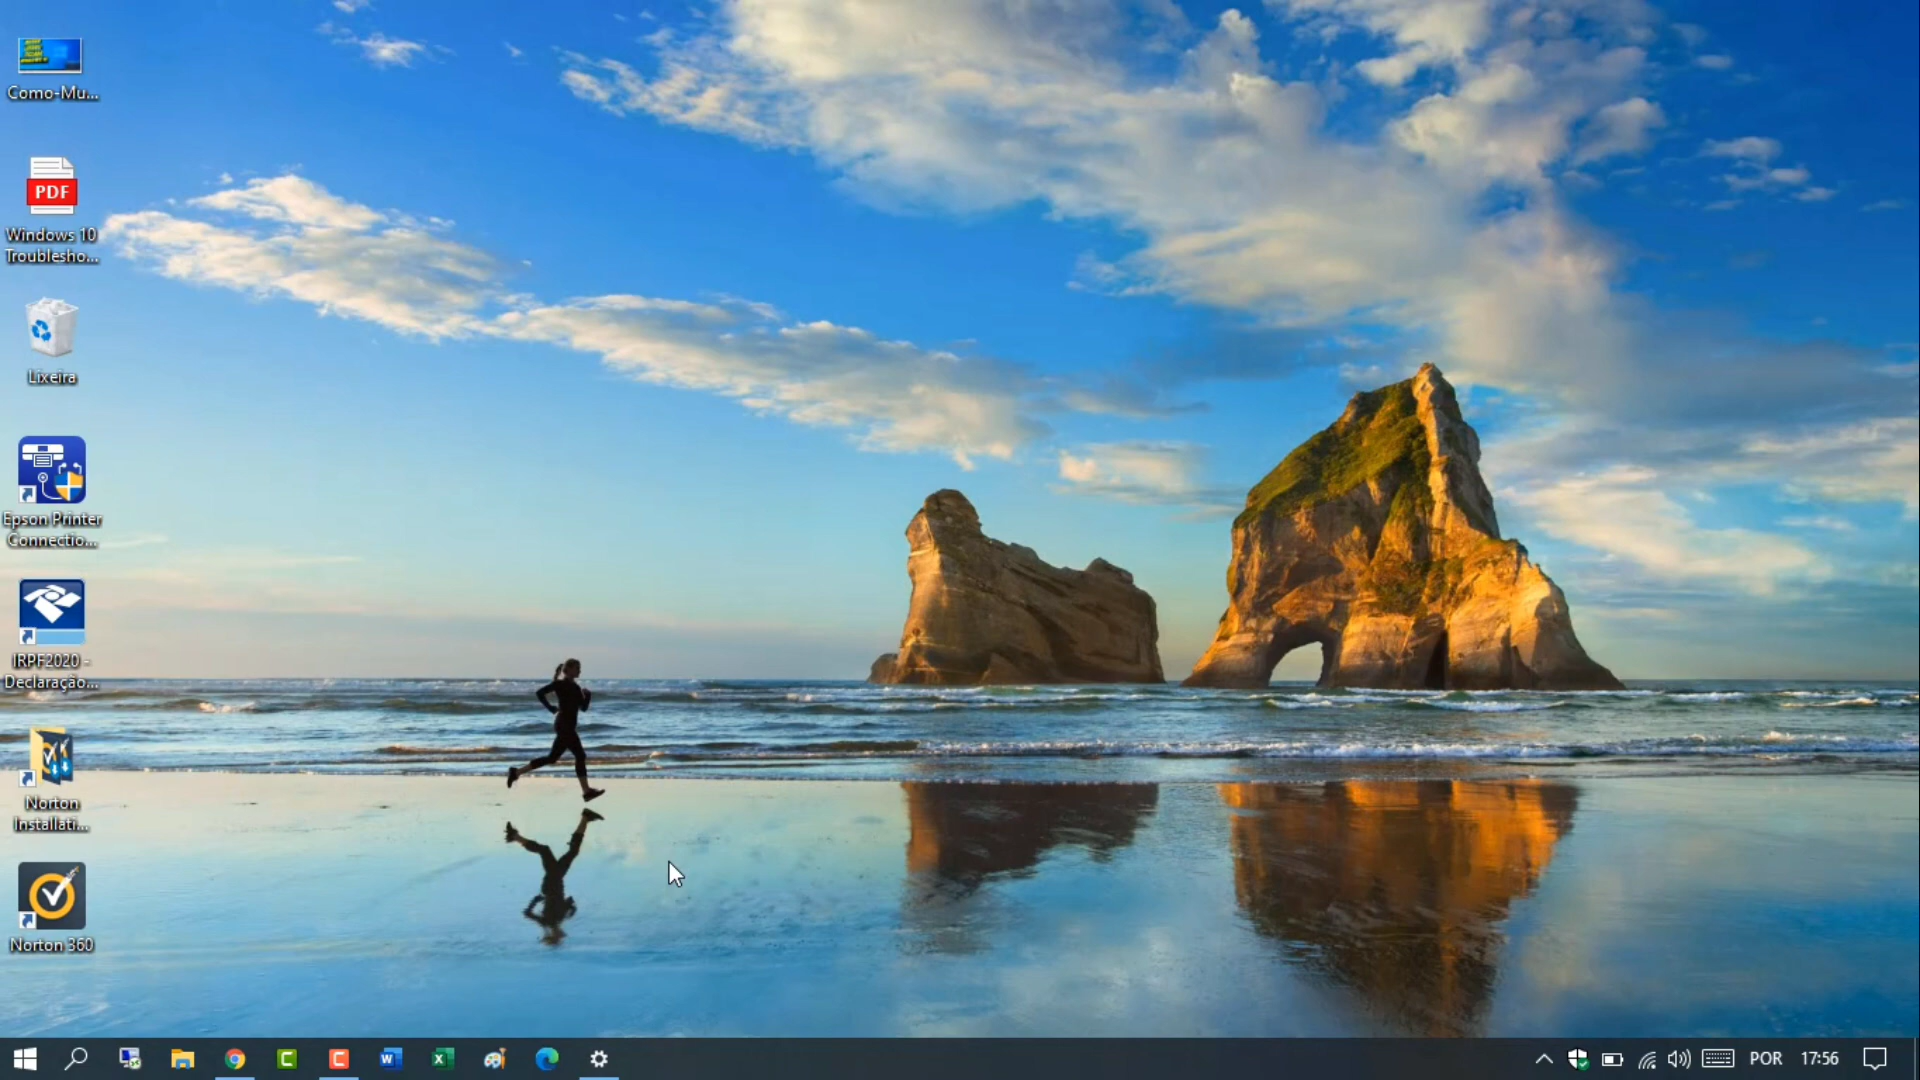 Como-Mu...
PDF
Windows 10
Troublesho...
Lixeira
Epson Printer
Connectio...
IRPF2020 -
Declaração...
Norton
Installati...
Norton 360
POR
17:56